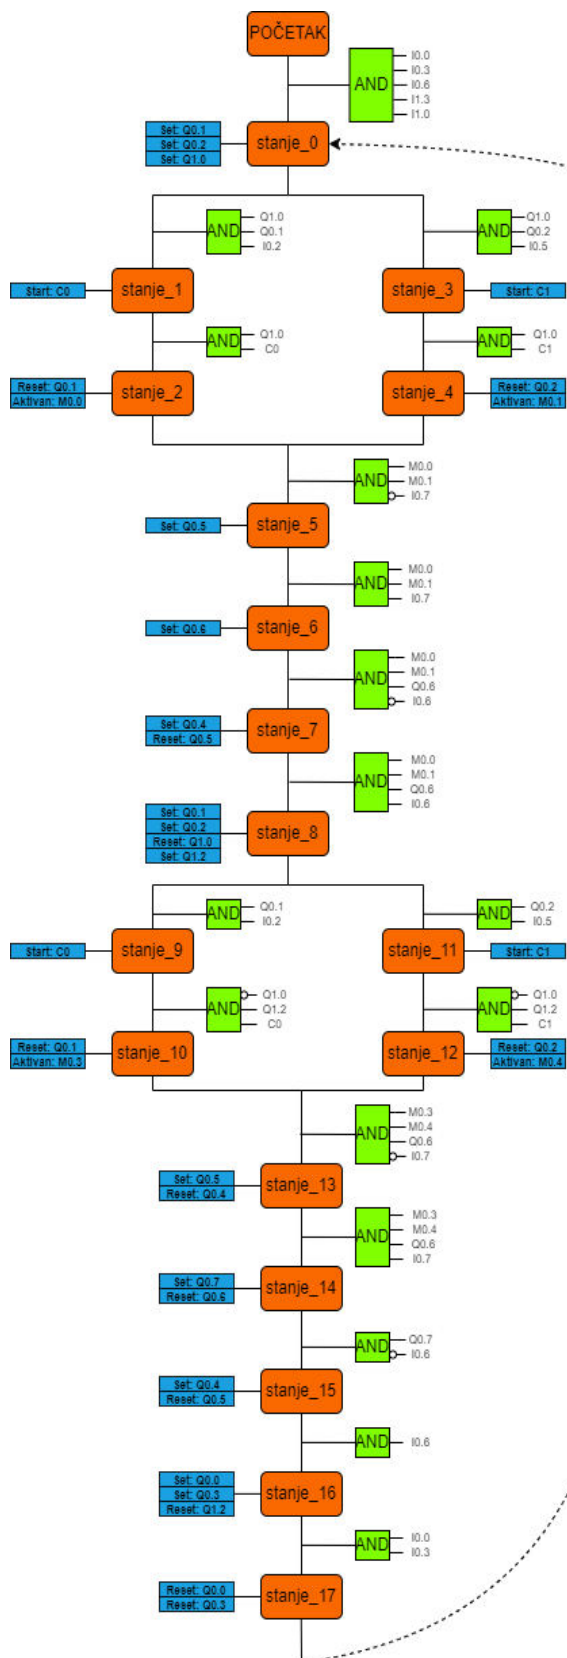 POČETAK
AND
I0.0
I0.3
I0.6
I1.3
I1.0
Set: Q0.1
Set: Q0.2
Set: Q1.0
stanje_0
AND
Q1.0
Q0.1
I0.2
AND
Q1.0
Q0.2
I0.5
Start: C0
stanje_1
stanje_3
Start: C1
AND
Q1.0
C0
AND
Q1.0
C1
Reset: Q0.1
Aktivan: M0.0
stanje_2
stanje_4
Reset: Q0.2
Aktivan: M0.1
AND
M0.0
M0.1
I0.7
Set: Q0.5
stanje_5
AND
M0.0
M0.1
I0.7
Set: Q0.6
stanje_6
AND
M0.0
M0.1
Q0.6
I0.6
Set: Q0.4
Reset: Q0.5
stanje_7
AND
M0.0
M0.1
Q0.6
I0.6
Set: Q0.1
Set: Q0.2
Reset: Q1.0
Set: Q1.2
stanje_8
AND
Q0.1
I0.2
AND
Q0.2
I0.5
Start: C0
stanje_9
stanje_11
Start: C1
AND
Q1.0
Q1.2
C0
AND
Q1.0
Q1.2
C1
Reset: Q0.1
Aktivan: M0.3
stanje_10
stanje_12
Reset: Q0.2
Aktivan: M0.4
AND
M0.3
M0.4
Q0.6
I0.7
Set: Q0.5
Reset: Q0.4
stanje_13
AND
M0.3
M0.4
Q0.6
I0.7
Set: Q0.7
Reset: Q0.6
stanje_14
AND
Q0.7
I0.6
Set: Q0.4
Reset: Q0.5
stanje_15
AND
I0.6
Set: Q0.0
Set: Q0.3
Reset: Q1.2
stanje_16
AND
I0.0
I0.3
Reset: Q0.0
Reset: Q0.3
stanje_17